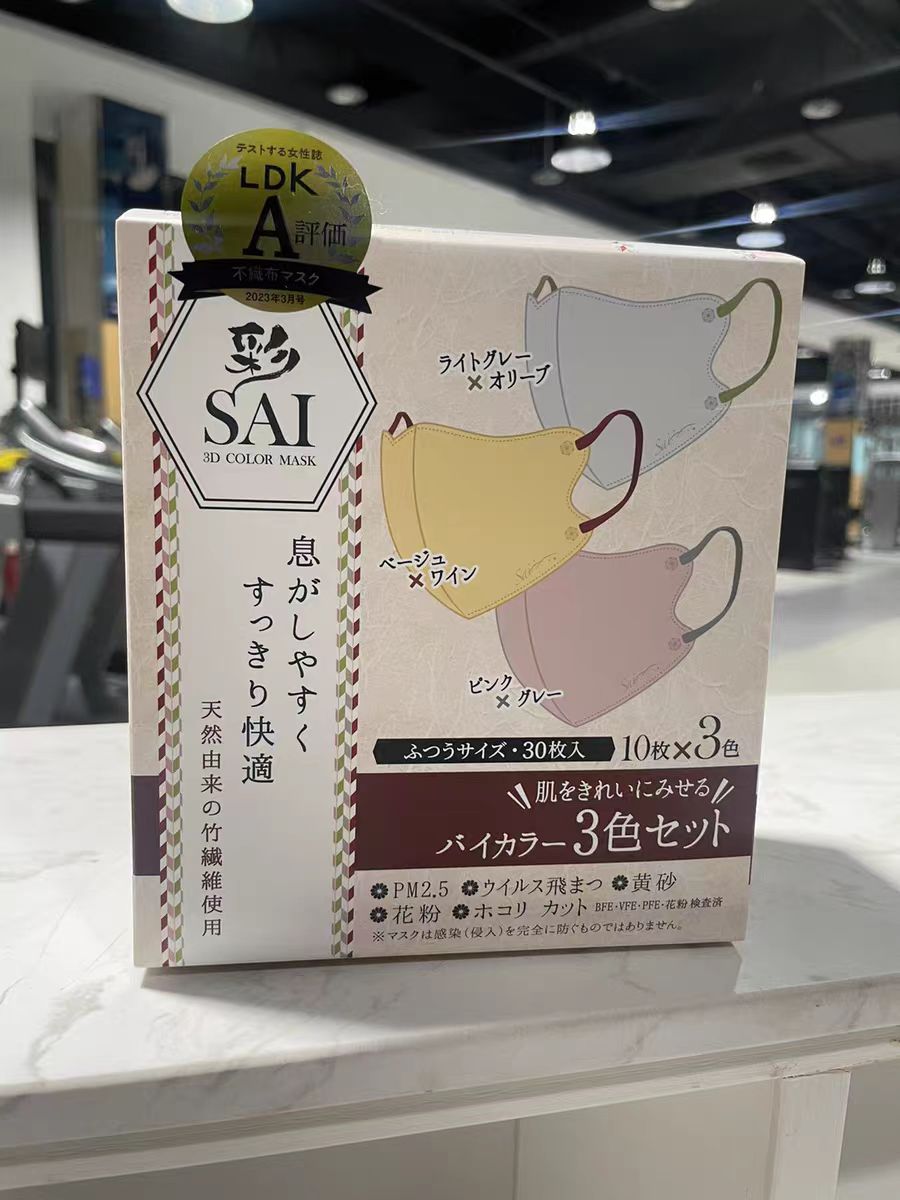 テストする女性誌
LDK
A評価
不織布マスク
2023年3月号
彩
SAI
3D COLOR MASK
息がしやすく
すっきり快適
天然由来の竹繊維使用
ライトグレー
×オリーブ
ベージュ
×ワイン
ピンク
×グレー
ふつうサイズ・30枚入 10枚×3色
肌をきれいにみせる
バイカラー3色セット
PM2.5 ウイルス飛まつ 黄砂
花粉 ホコリ カット BFE・VFE・PFE・花粉 検査済
※マスクは感染(侵入)を完全に防ぐものではありません。